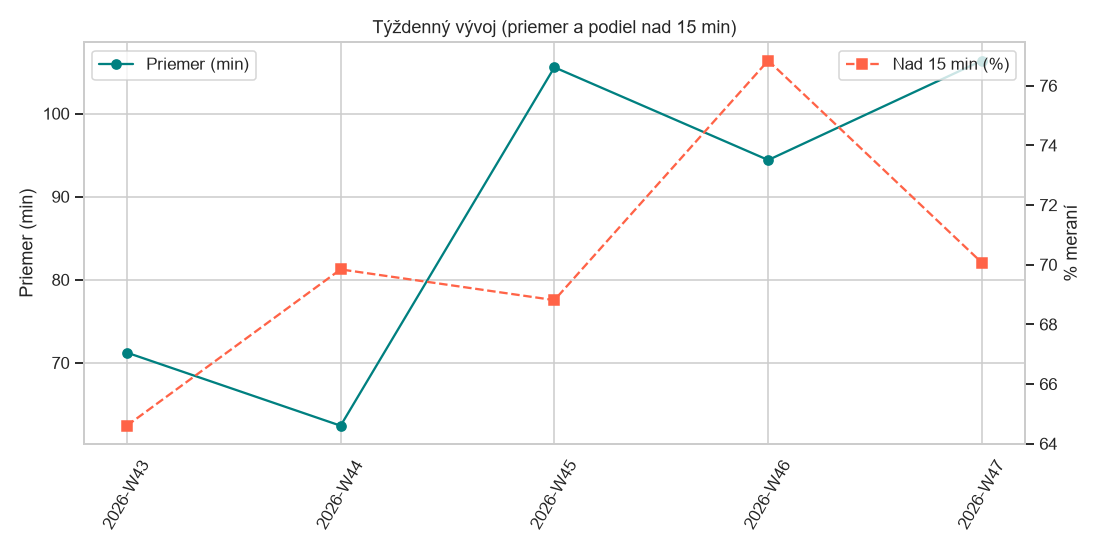 Týždenný vývoj (priemer a podiel nad 15 min)
Priemer (min)
Nad 15 min (%)
Priemer (min)
100
90
80
70
76
74
72
70
68
66
64
% meraní
2026-W43
2026-W44
2026-W45
2026-W46
2026-W47